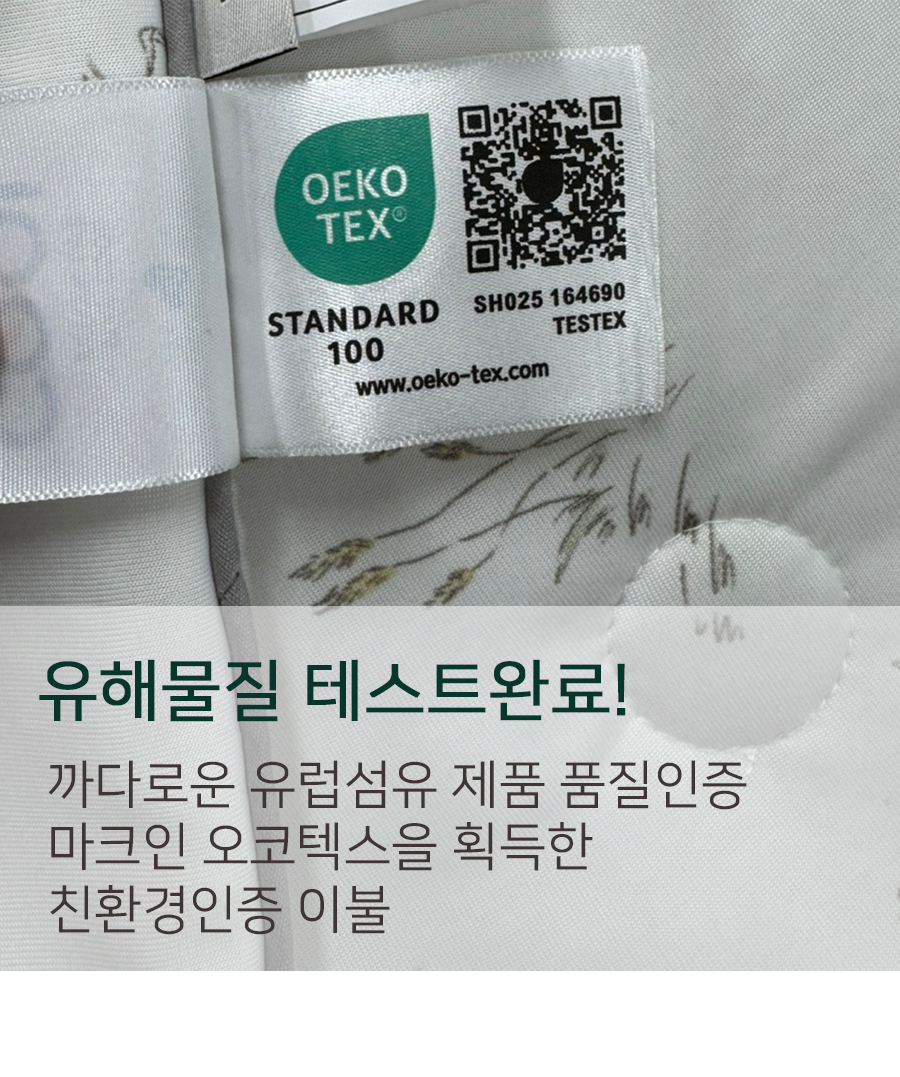 OEKO
TEX®
STANDARD
100
SH025 164690
TESTEX
www.oeko-tex.com
유해물질 테스트완료!
까다로운 유럽섬유 제품 품질인증
마크인 오코텍스을 획득한
친환경인증 이불